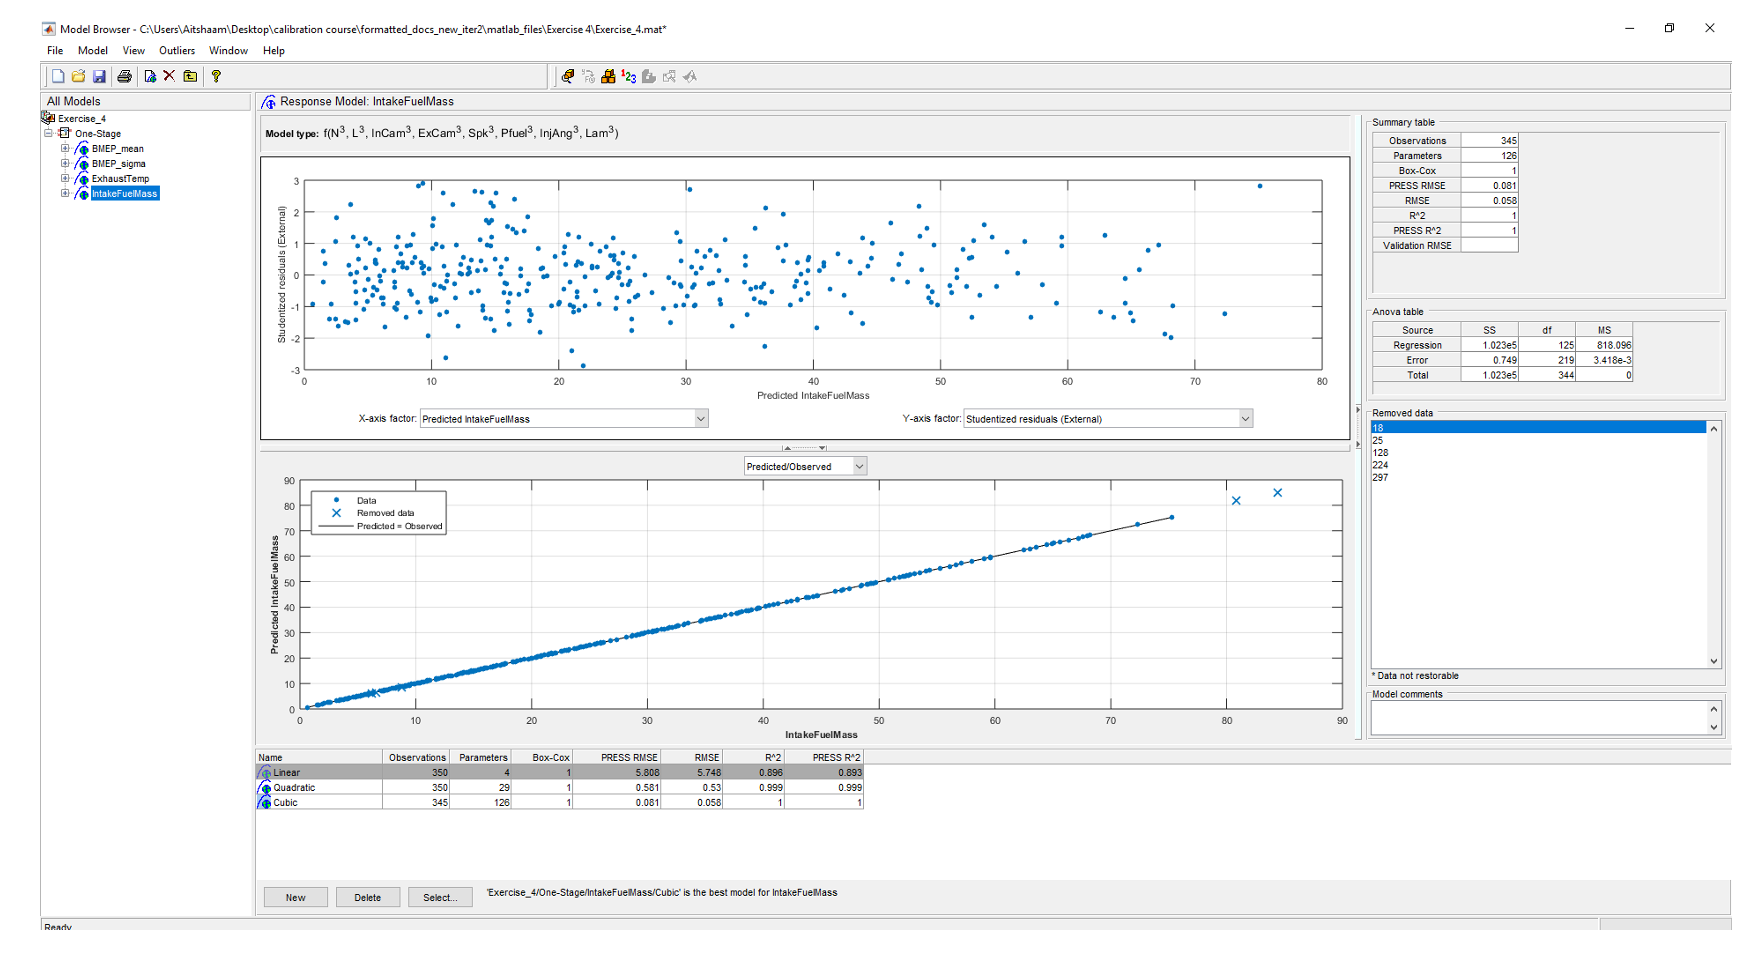 Model Browser - C:\Users\Aitshaam\Desktop\calibration course\formatted_docs_new_iter2\matlab_files\Exercise 4\Exercise_4.mat*
File Model View Outliers Window Help
All Models
Exercise_4
One-Stage
BMEP_mean
BMEP_sigma
ExhaustTemp
IntakeFuelMass
Response Model: IntakeFuelMass
Model type: f(N^3, L^3, InCam^3, ExCam^3, Spk^3, Pfuel^3, InjAng^3, Lam^3)
Studentized residuals (External)
3
2
1
0
-1
-2
-3
0 10 20 30 40 50 60 70 80
Predicted IntakeFuelMass
X-axis factor: Predicted IntakeFuelMass
Y-axis factor: Studentized residuals (External)
Predicted/Observed
Data
Removed data
Predicted = Observed
Predicted IntakeFuelMass
90
80
70
60
50
40
30
20
10
0
0 10 20 30 40 50 60 70 80 90
IntakeFuelMass
Summary table
Observations 345
Parameters 126
Box-Cox 1
PRESS RMSE 0.081
RMSE 0.058
R^2 1
PRESS R^2 1
Validation RMSE
Anova table
Source SS df MS
Regression 1.023e5 125 818.096
Error 0.749 219 3.418e-3
Total 1.023e5 344 0
Removed data
18
25
128
224
297
* Data not restorable
Model comments
Name Observations Parameters Box-Cox PRESS RMSE RMSE R^2 PRESS R^2
Linear 350 4 1 5.808 5.748 0.896 0.893
Quadratic 350 29 1 0.581 0.53 0.999 0.999
Cubic 345 126 1 0.081 0.058 1 1
New Delete Select... 'Exercise_4/One-Stage/IntakeFuelMass/Cubic' is the best model for IntakeFuelMass
Ready